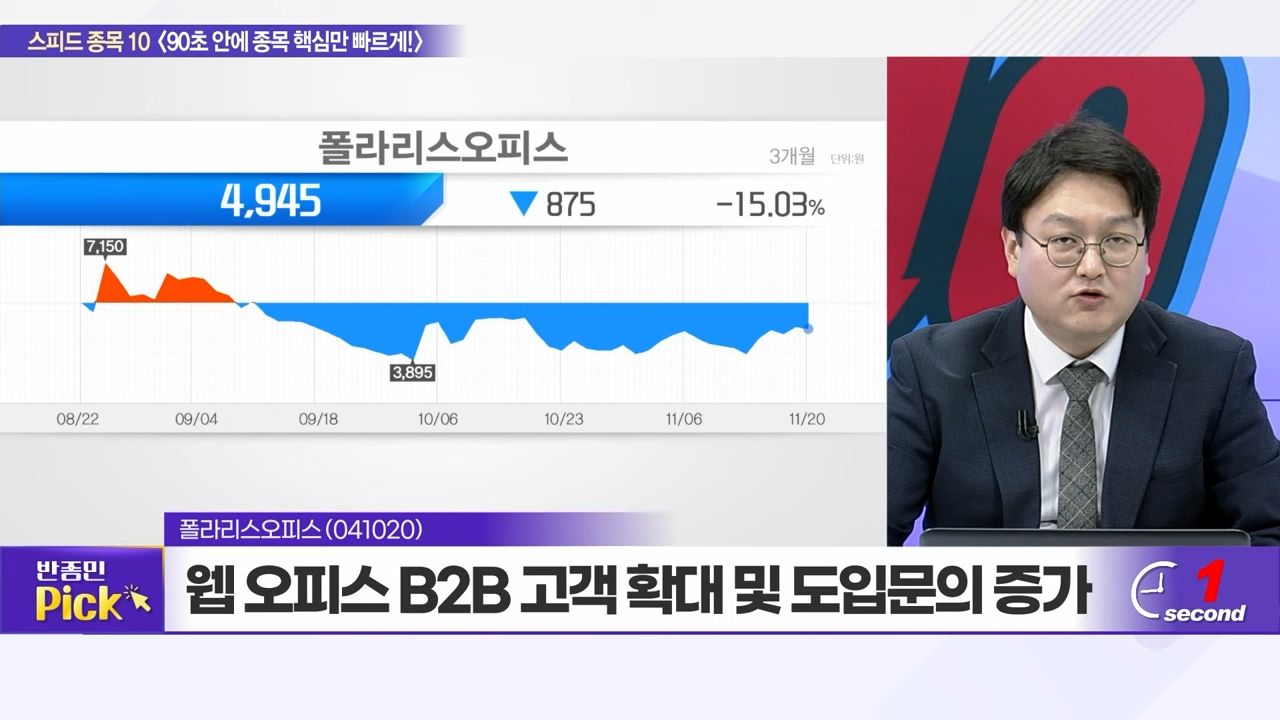 스피드 종목 10 〈90초 안에 종목 핵심만 빠르게!〉
폴라리스오피스
3개월 단위:원
4,945 ▼ 875 -15.03%
7,150
3,895
08/22 09/04 09/18 10/06 10/23 11/06 11/20
폴라리스오피스(041020)
반종민
Pick
웹 오피스 B2B 고객 확대 및 도입문의 증가
1
second